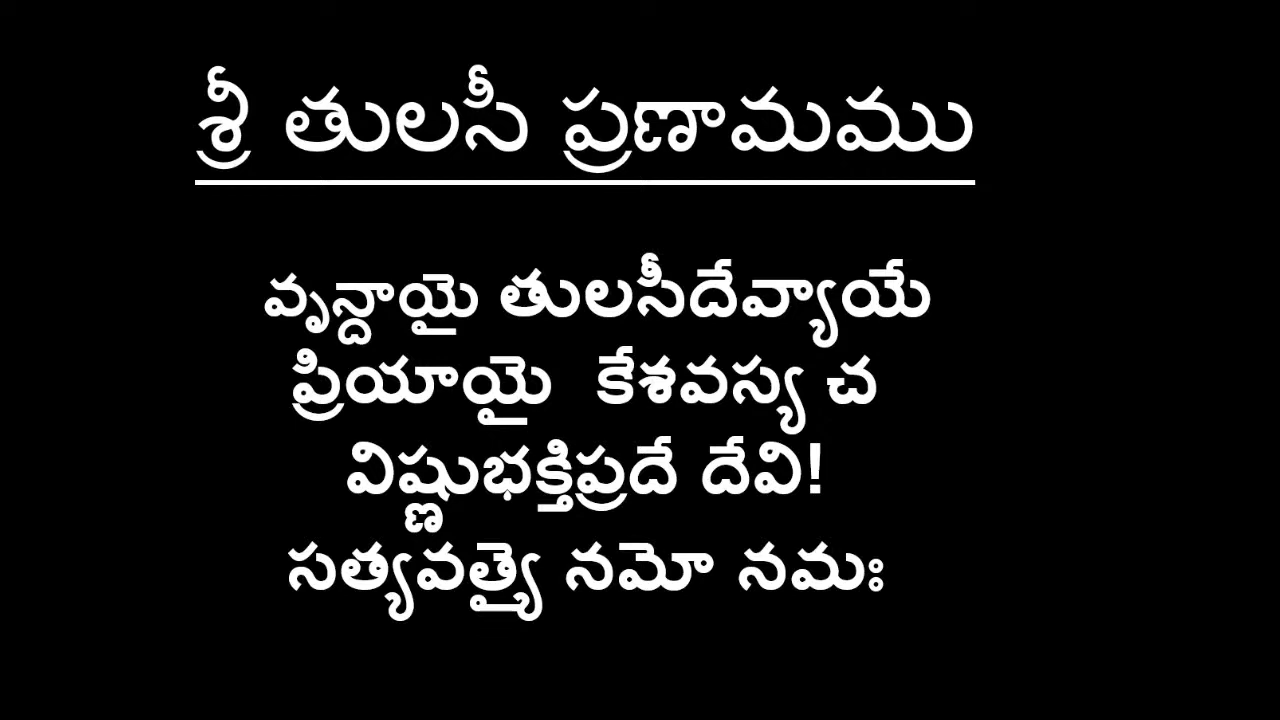 శ్రీ తులసీ ప్రణామము
వృన్దాయై తులసీదేవ్యాయే
ప్రియాయై కేశవస్య చ
విష్ణుభక్తిప్రదే దేవి!
సత్యవత్యై నమో నమః